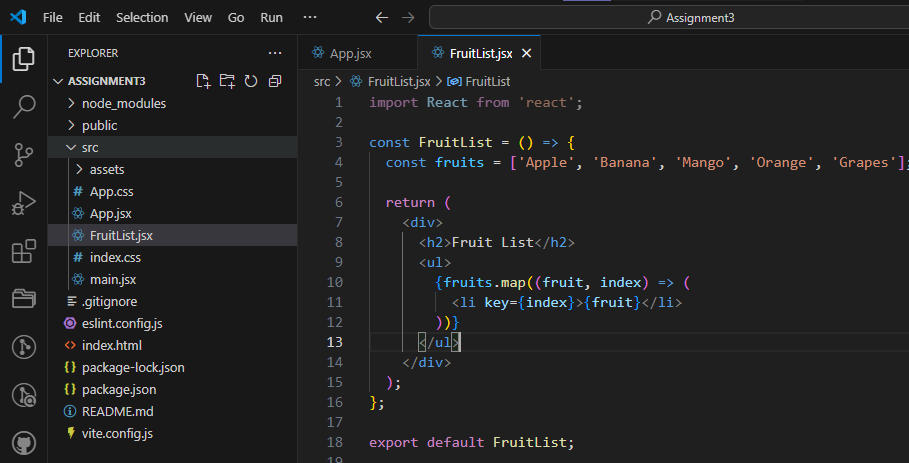 File Edit Selection View Go Run ··· Assignment3
EXPLORER ···
ASSIGNMENT3
node_modules
public
src
assets
# App.css
App.jsx
FruitList.jsx
# index.css
main.jsx
.gitignore
eslint.config.js
<> index.html
{} package-lock.json
{} package.json
README.md
vite.config.js
App.jsx FruitList.jsx
src > FruitList.jsx > FruitList
1 import React from 'react';
2
3 const FruitList = () => {
4 const fruits = ['Apple', 'Banana', 'Mango', 'Orange', 'Grapes'];
5
6 return (
7 <div>
8 <h2>Fruit List</h2>
9 <ul>
10 {fruits.map((fruit, index) => (
11 <li key={index}>{fruit}</li>
12 ))}
13 </ul>
14 </div>
15 );
16 };
17
18 export default FruitList;
19